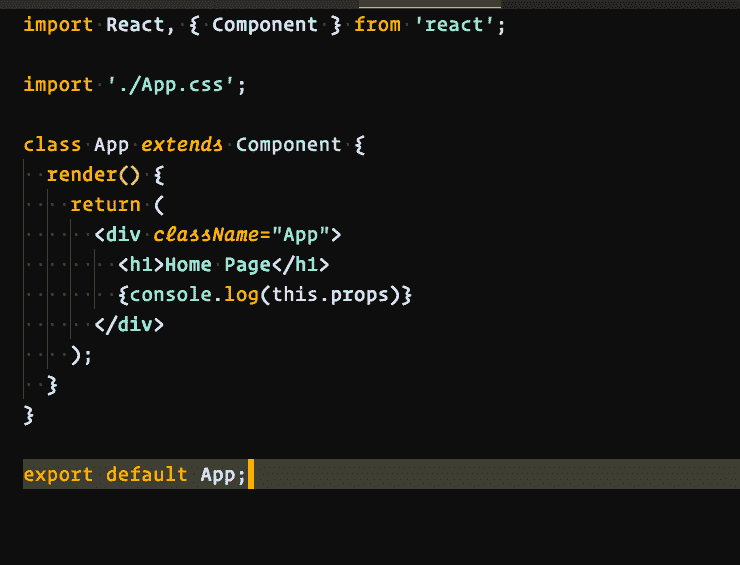 import React, { Component } from 'react';
import './App.css';
class App extends Component {
render() {
return (
<div className="App">
<h1>Home Page</h1>
{console.log(this.props)}
</div>
);
}
}
export default App;